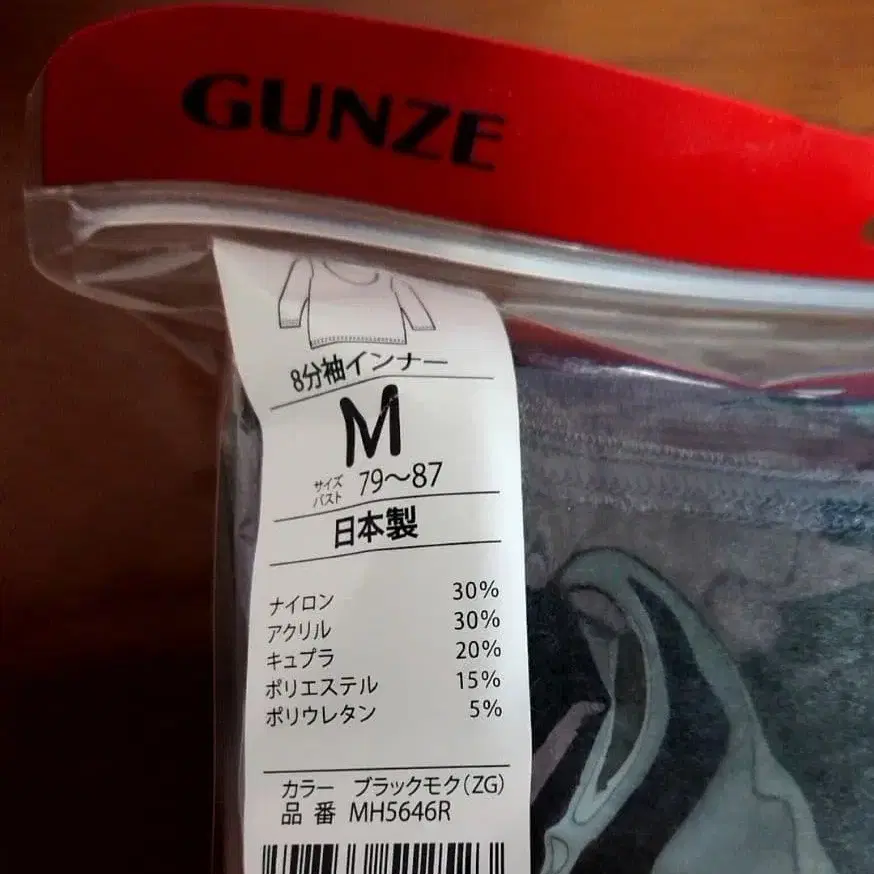 GUNZE
8分袖インナー
M
サイズ
バスト 79~87
日本製
ナイロン 30%
アクリル 30%
キュプラ 20%
ポリエステル 15%
ポリウレタン 5%
カラー ブラックモク(ZG)
品番 MH5646R